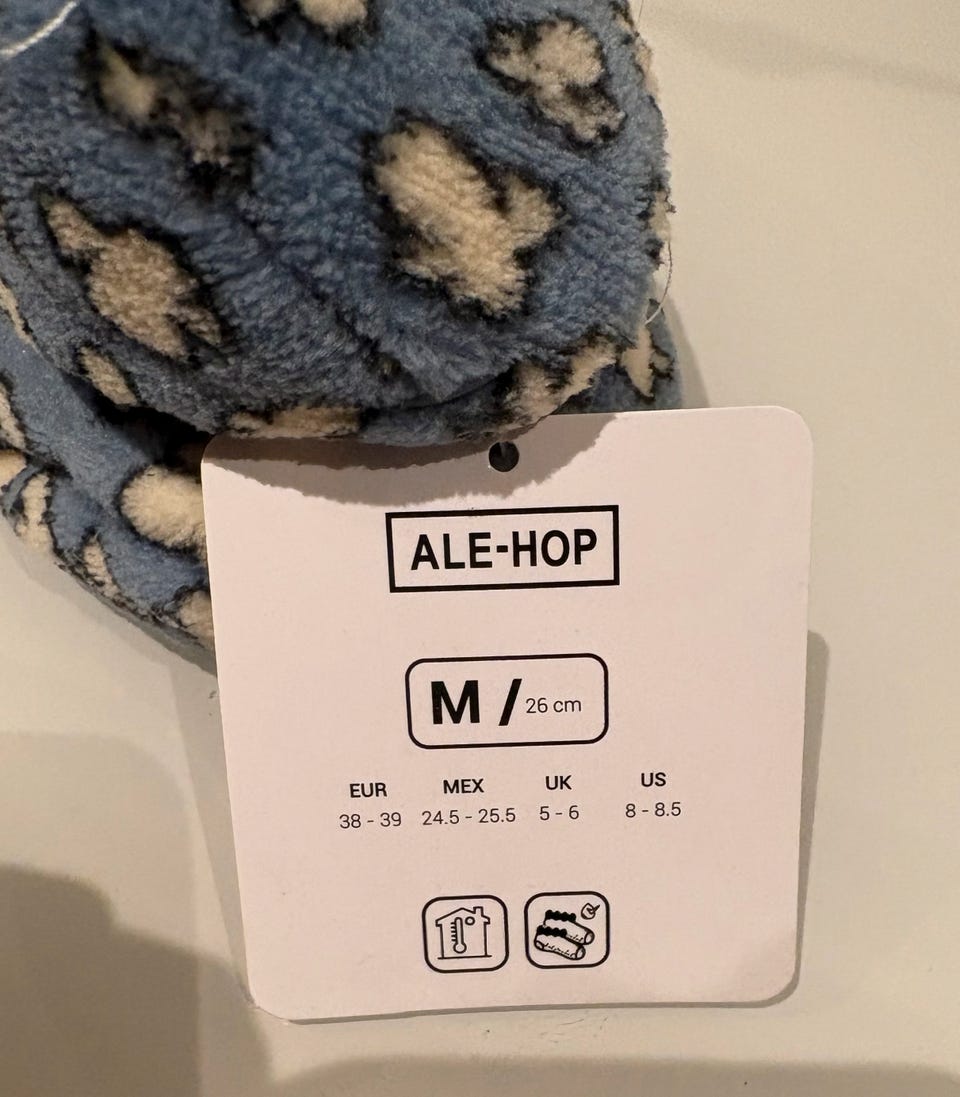 ALE-HOP
M / 26 cm
EUR MEX UK US
38 - 39 24.5 - 25.5 5 - 6 8 - 8.5